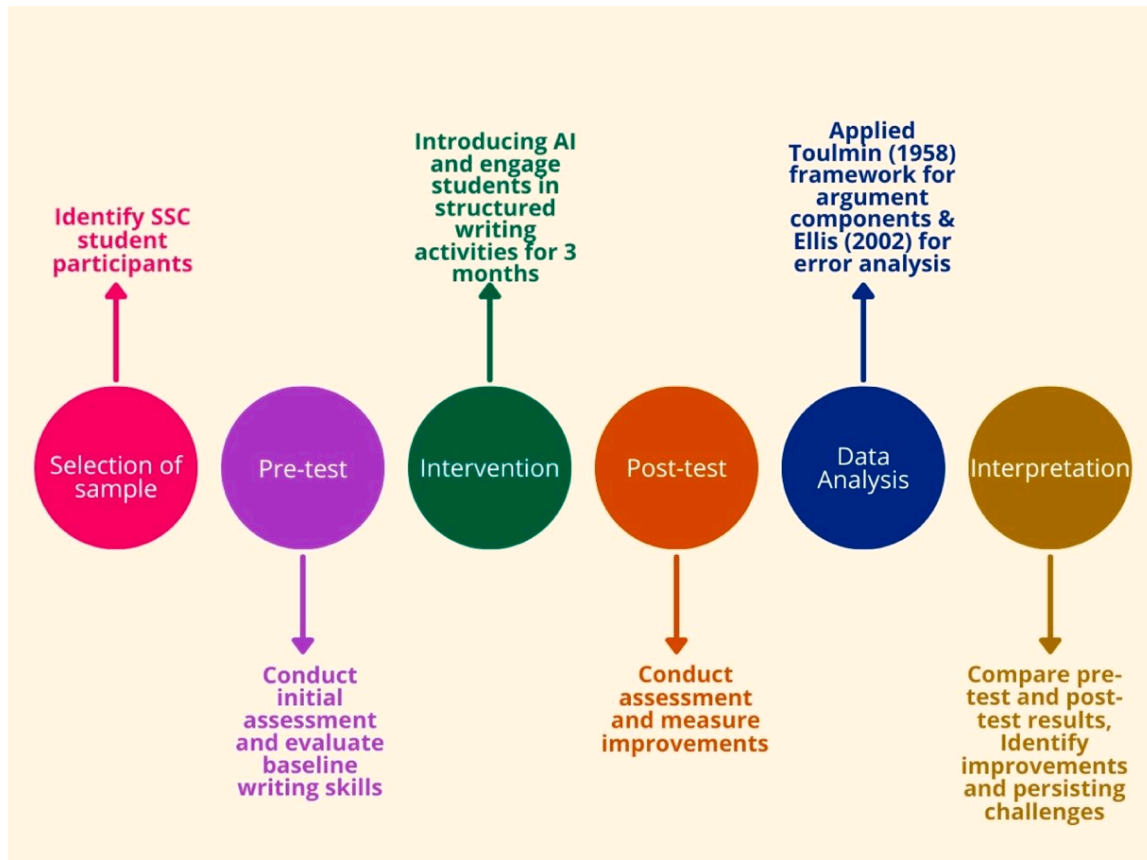 Identify SSC
student
participants
Selection of
sample
Pre-test
Conduct
initial
assessment
and evaluate
baseline
writing skills
Introducing AI
and engage
students in
structured
writing
activities for 3
months
Intervention
Post-test
Conduct
assessment
and measure
improvements
Applied
Toulmin (1958)
framework for
argument
components &
Ellis (2002) for
error analysis
Data
Analysis
Interpretation
Compare pre-
test and post-
test results,
Identify
improvements
and persisting
challenges